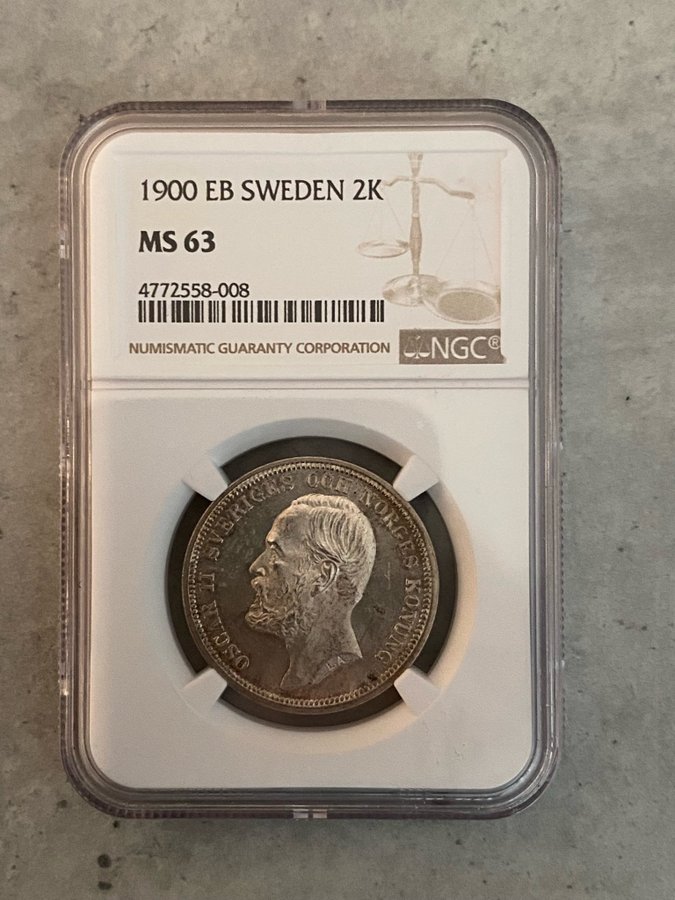 1900 EB SWEDEN 2K
MS 63
4772558-008
NUMISMATIC GUARANTY CORPORATION
NGC®
OSCAR II SVERIGES OCH NORGES KONUNG
L.A.